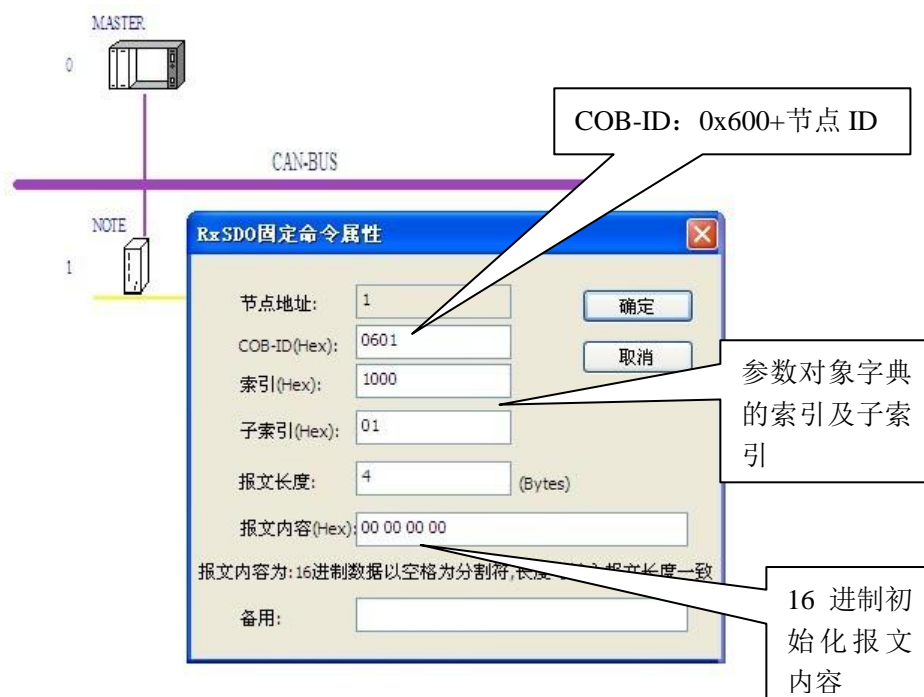 MASTER
0
COB-ID：0x600+节点 ID
CAN-BUS
NOTE
1
RxSDO固定命令属性
节点地址: 1
确定
COB-ID(Hex): 0601
取消
索引(Hex): 1000
参数对象字典
的索引及子索
引
子索引(Hex): 01
报文长度: 4 (Bytes)
报文内容(Hex): 00 00 00 00
报文内容为:16进制数据以空格为分割符,长度 报文长度一致
备用:
16 进制初
始化报文
内容